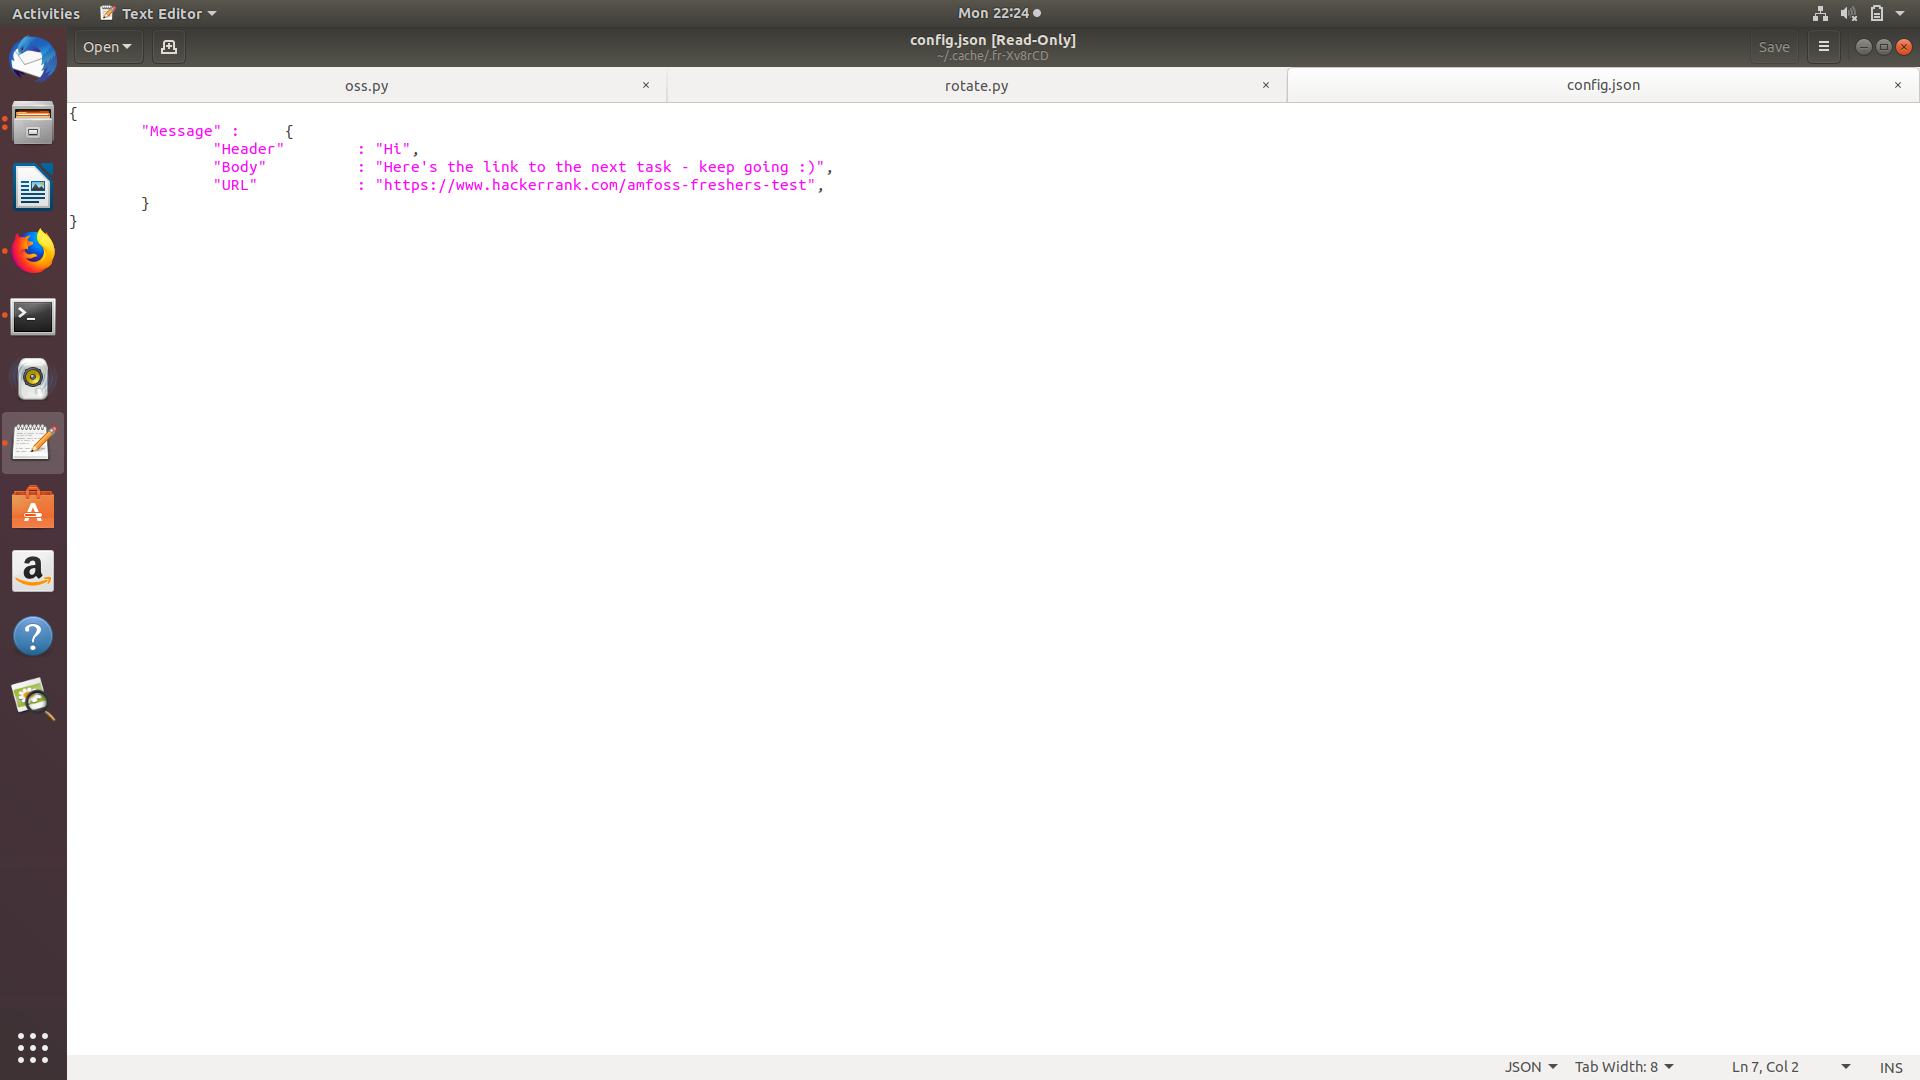 Activities Text Editor Mon 22:24
Open config.json [Read-Only] Save
~/.cache/.fr-Xv8rCD
oss.py × rotate.py × config.json ×
{
"Message" : {
"Header" : "Hi",
"Body" : "Here's the link to the next task - keep going :)",
"URL" : "https://www.hackerrank.com/amfoss-freshers-test",
}
}
JSON Tab Width: 8 Ln 7, Col 2 INS